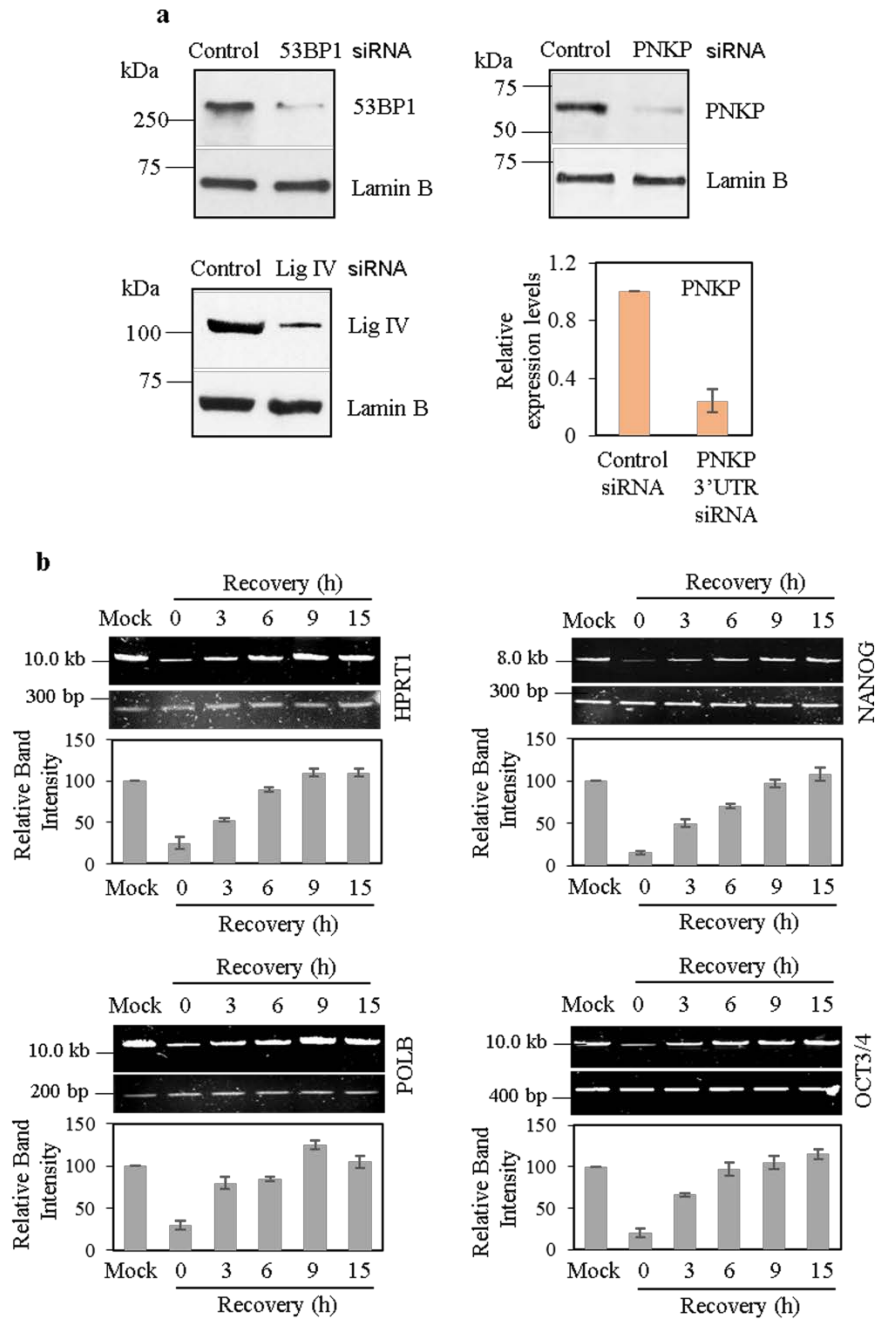 a
Control 53BP1 siRNA
kDa
250
53BP1
75
Lamin B
Control PNKP siRNA
kDa
75
50
PNKP
75
Lamin B
Control Lig IV siRNA
kDa
100
Lig IV
75
Lamin B
Relative
expression levels
1.2
0.8
0.4
0
PNKP
Control
siRNA
PNKP
3’UTR
siRNA
b
Recovery (h)
Mock 0 3 6 9 15
10.0 kb
300 bp
HPRT1
Relative Band
Intensity
150
100
50
0
Mock 0 3 6 9 15
Recovery (h)
Recovery (h)
Mock 0 3 6 9 15
8.0 kb
300 bp
NANOG
Relative Band
Intensity
150
100
50
0
Mock 0 3 6 9 15
Recovery (h)
Recovery (h)
Mock 0 3 6 9 15
10.0 kb
200 bp
POLB
Relative Band
Intensity
150
100
50
0
Mock 0 3 6 9 15
Recovery (h)
Recovery (h)
Mock 0 3 6 9 15
10.0 kb
400 bp
OCT3/4
Relative Band
Intensity
150
100
50
0
Mock 0 3 6 9 15
Recovery (h)